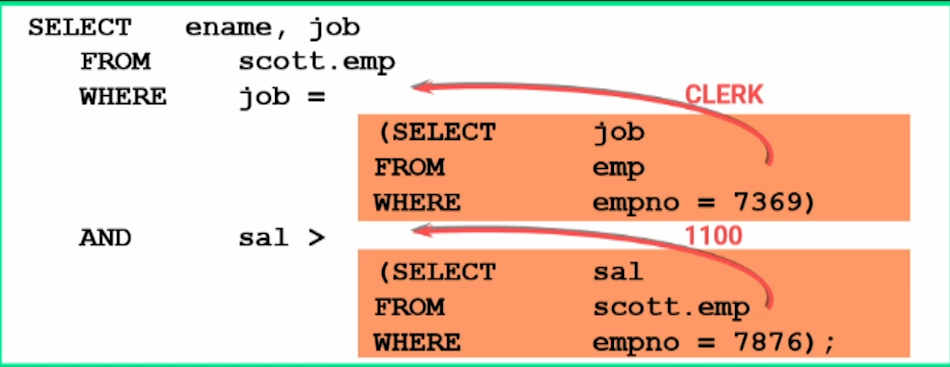 SELECT ename, job
FROM scott.emp
WHERE job =
CLERK
(SELECT job
FROM emp
WHERE empno = 7369)
AND sal >
1100
(SELECT sal
FROM scott.emp
WHERE empno = 7876);